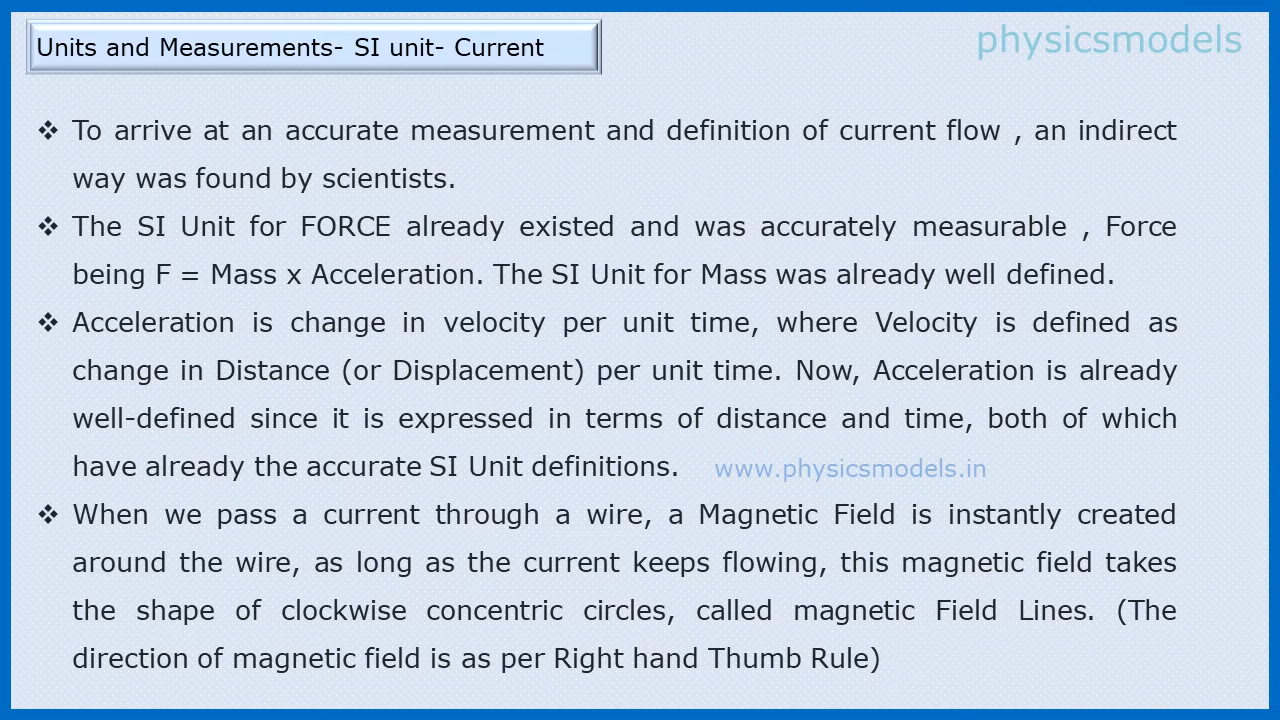 Units and Measurements- SI unit- Current
physicsmodels
❖ To arrive at an accurate measurement and definition of current flow , an indirect
way was found by scientists.
❖ The SI Unit for FORCE already existed and was accurately measurable , Force
being F = Mass x Acceleration. The SI Unit for Mass was already well defined.
❖ Acceleration is change in velocity per unit time, where Velocity is defined as
change in Distance (or Displacement) per unit time. Now, Acceleration is already
well-defined since it is expressed in terms of distance and time, both of which
have already the accurate SI Unit definitions. www.physicsmodels.in
❖ When we pass a current through a wire, a Magnetic Field is instantly created
around the wire, as long as the current keeps flowing, this magnetic field takes
the shape of clockwise concentric circles, called magnetic Field Lines. (The
direction of magnetic field is as per Right hand Thumb Rule)